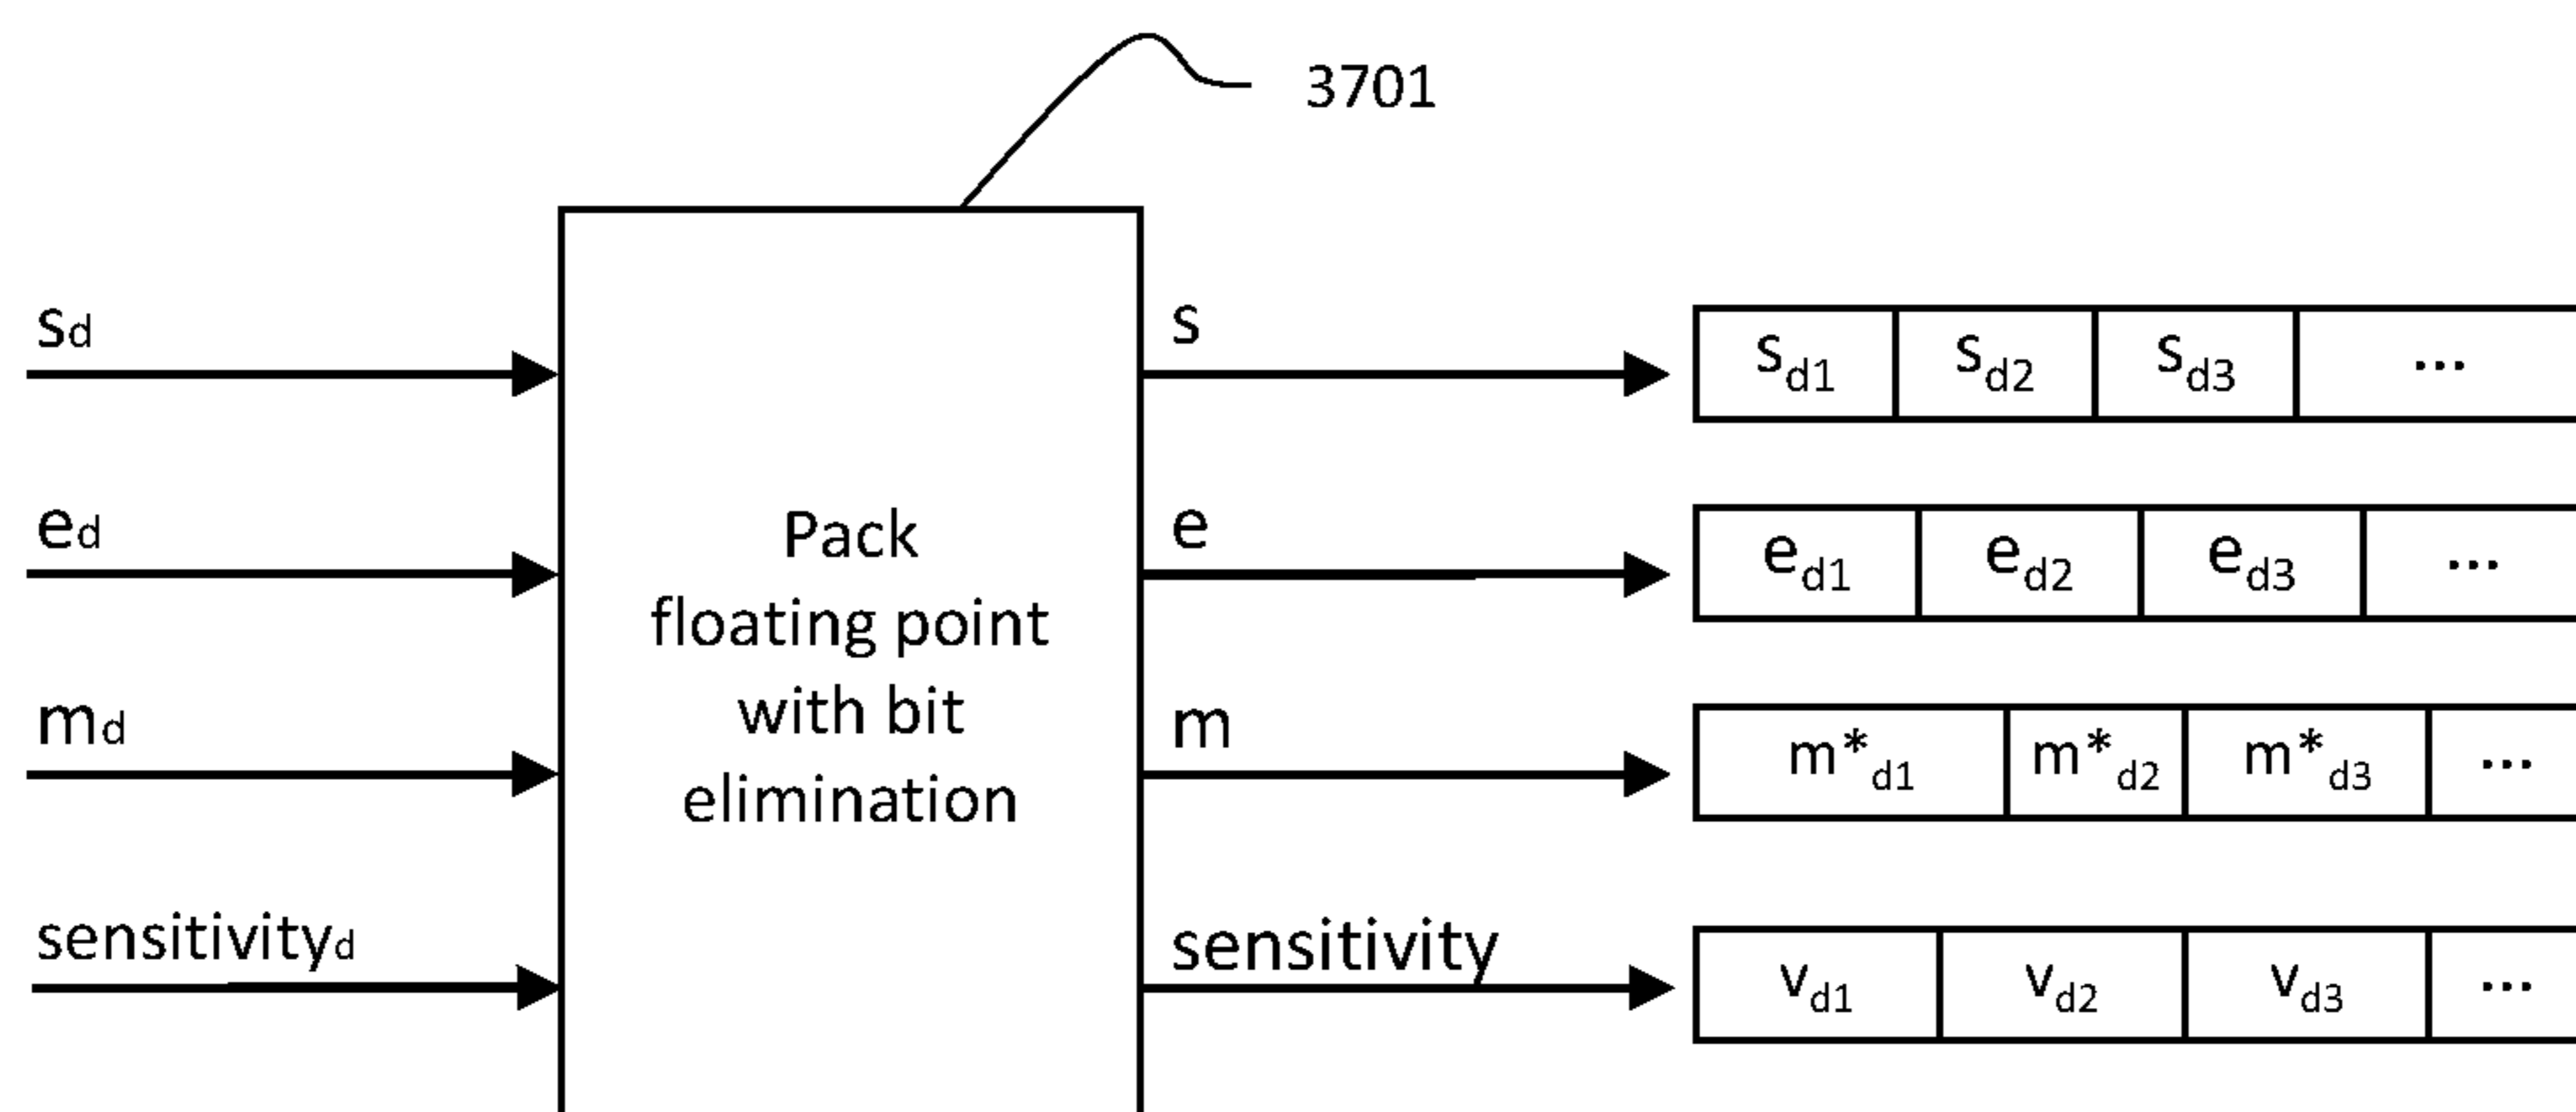 3701
sd
s
sd1 sd2 sd3 ...
ed
e
ed1 ed2 ed3 ...
Pack
floating point
with bit
elimination
md
m
m*d1 m*d2 m*d3 ...
sensitivityd
sensitivity
vd1 vd2 vd3 ...